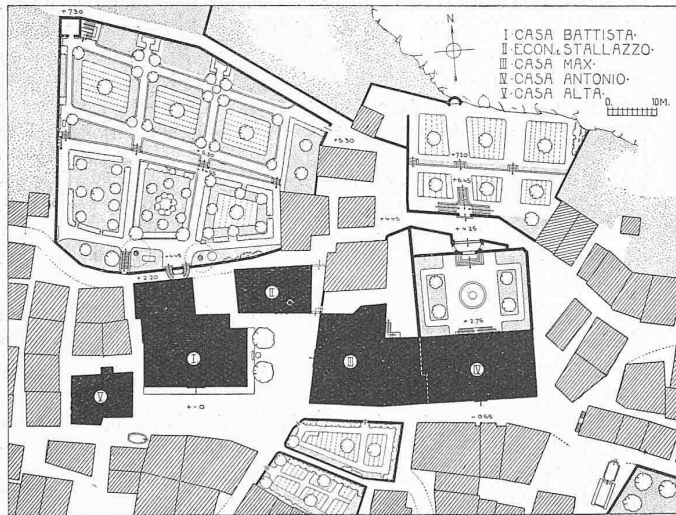 +7.30
N
I·CASA BATTISTA·
II·ECON. & STALLAZZO·
III·CASA MAX·
IV·CASA ANTONIO·
V·CASA ALTA·
0. 10M.
+5.30
+7.20
+6.45
+4.45
+4.25
+4.45
+2.20
II
+2.75
I
III
IV
V
+-0
-0.55